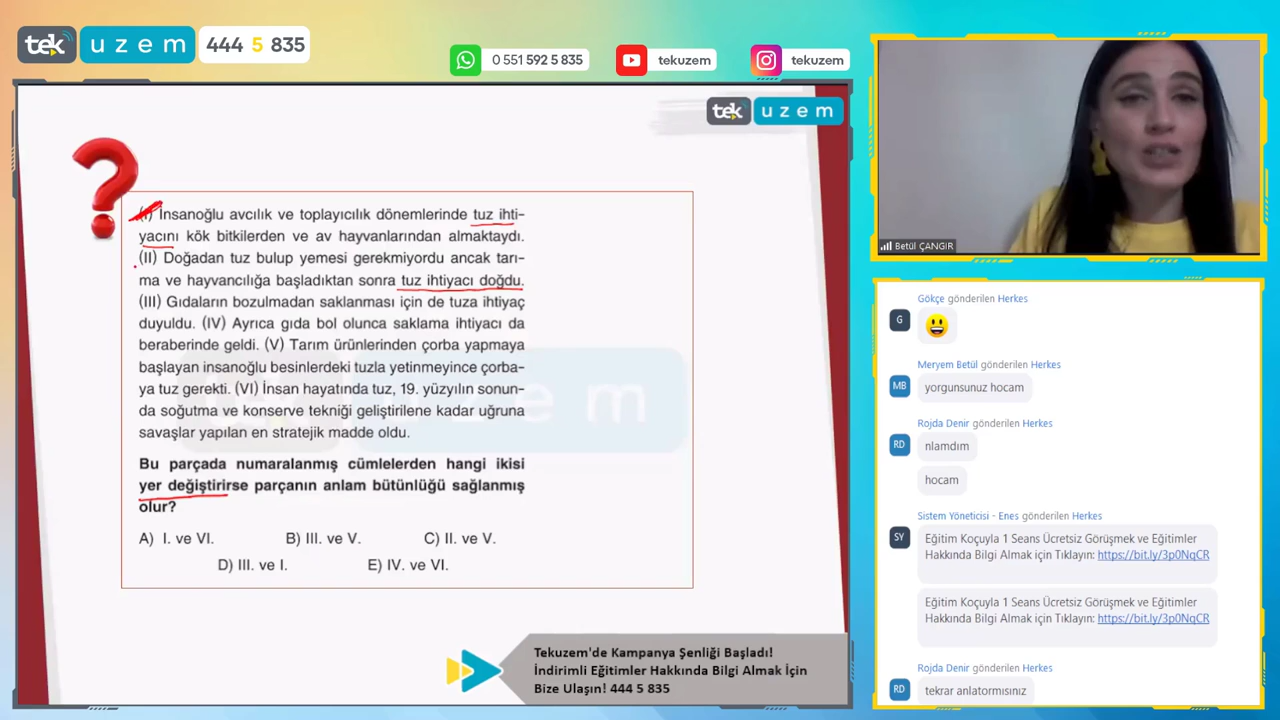 tek uzem 444 5 835
0 551 592 5 835
tekuzem
tekuzem
tek uzem
(I) İnsanoğlu avcılık ve toplayıcılık dönemlerinde tuz ihti-
yacını kök bitkilerden ve av hayvanlarından almaktaydı.
(II) Doğadan tuz bulup yemesi gerekmiyordu ancak tarı-
ma ve hayvancılığa başladıktan sonra tuz ihtiyacı doğdu.
(III) Gıdaların bozulmadan saklanması için de tuza ihtiyaç
duyuldu. (IV) Ayrıca gıda bol olunca saklama ihtiyacı da
beraberinde geldi. (V) Tarım ürünlerinden çorba yapmaya
başlayan insanoğlu besinlerdeki tuzla yetinmeyince çorba-
ya tuz gerekti. (VI) İnsan hayatında tuz, 19. yüzyılın sonun-
da soğutma ve konserve tekniği geliştirilene kadar uğruna
savaşlar yapılan en stratejik madde oldu.
Bu parçada numaralanmış cümlelerden hangi ikisi
yer değiştirirse parçanın anlam bütünlüğü sağlanmış
olur?
A) I. ve VI. B) III. ve V. C) II. ve V.
D) III. ve I. E) IV. ve VI.
Tekuzem'de Kampanya Şenliği Başladı!
İndirimli Eğitimler Hakkında Bilgi Almak İçin
Bize Ulaşın! 444 5 835
Betül ÇANGIR
Gökçe gönderilen Herkes
G
Meryem Betül gönderilen Herkes
MB yorgunsunuz hocam
Rojda Denir gönderilen Herkes
RD nlamdım
hocam
Sistem Yöneticisi - Enes gönderilen Herkes
SY Eğitim Koçuyla 1 Seans Ücretsiz Görüşmek ve Eğitimler
Hakkında Bilgi Almak için Tıklayın: https://bit.ly/3p0NqCR
Eğitim Koçuyla 1 Seans Ücretsiz Görüşmek ve Eğitimler
Hakkında Bilgi Almak için Tıklayın: https://bit.ly/3p0NqCR
Rojda Denir gönderilen Herkes
RD tekrar anlatormısınız